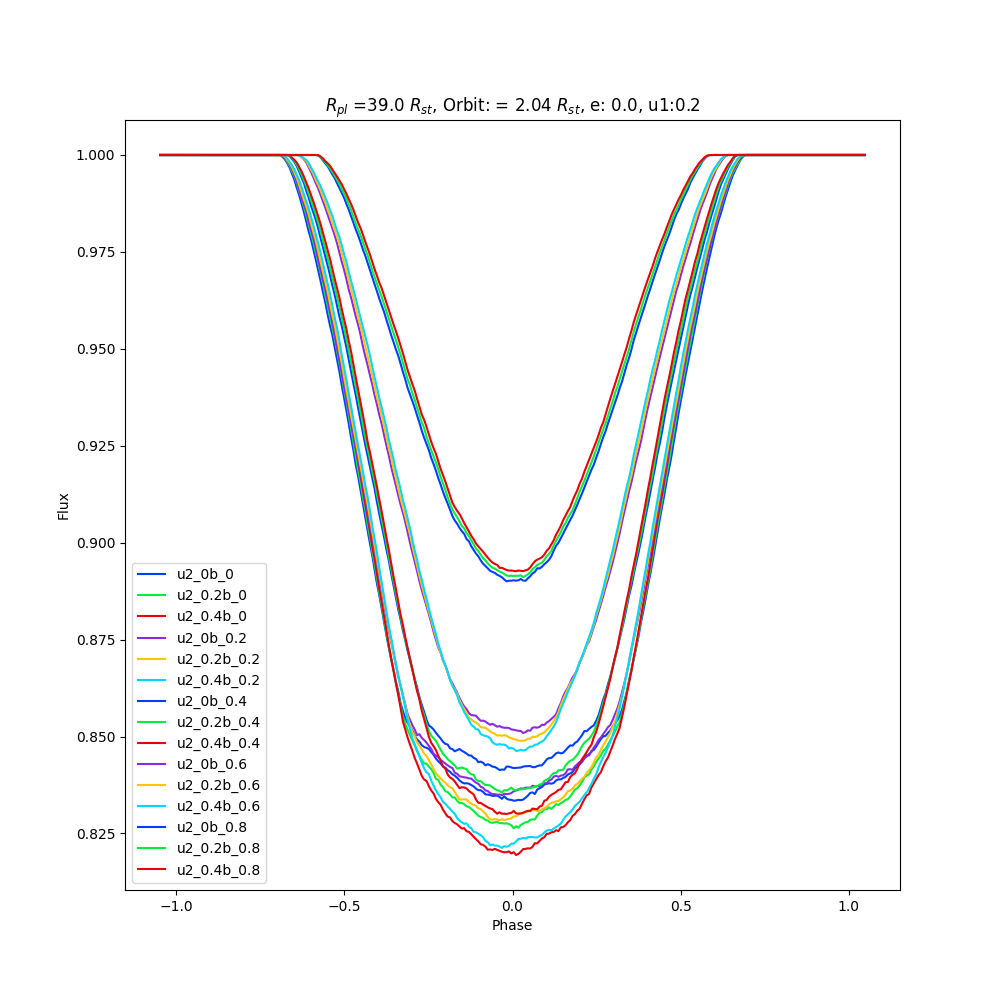 R_pl =39.0 R_st, Orbit: = 2.04 R_st, e: 0.0, u1:0.2
1.000
0.975
0.950
0.925
0.900
0.875
0.850
0.825
Flux
u2_0b_0
u2_0.2b_0
u2_0.4b_0
u2_0b_0.2
u2_0.2b_0.2
u2_0.4b_0.2
u2_0b_0.4
u2_0.2b_0.4
u2_0.4b_0.4
u2_0b_0.6
u2_0.2b_0.6
u2_0.4b_0.6
u2_0b_0.8
u2_0.2b_0.8
u2_0.4b_0.8
−1.0 −0.5 0.0 0.5 1.0
Phase